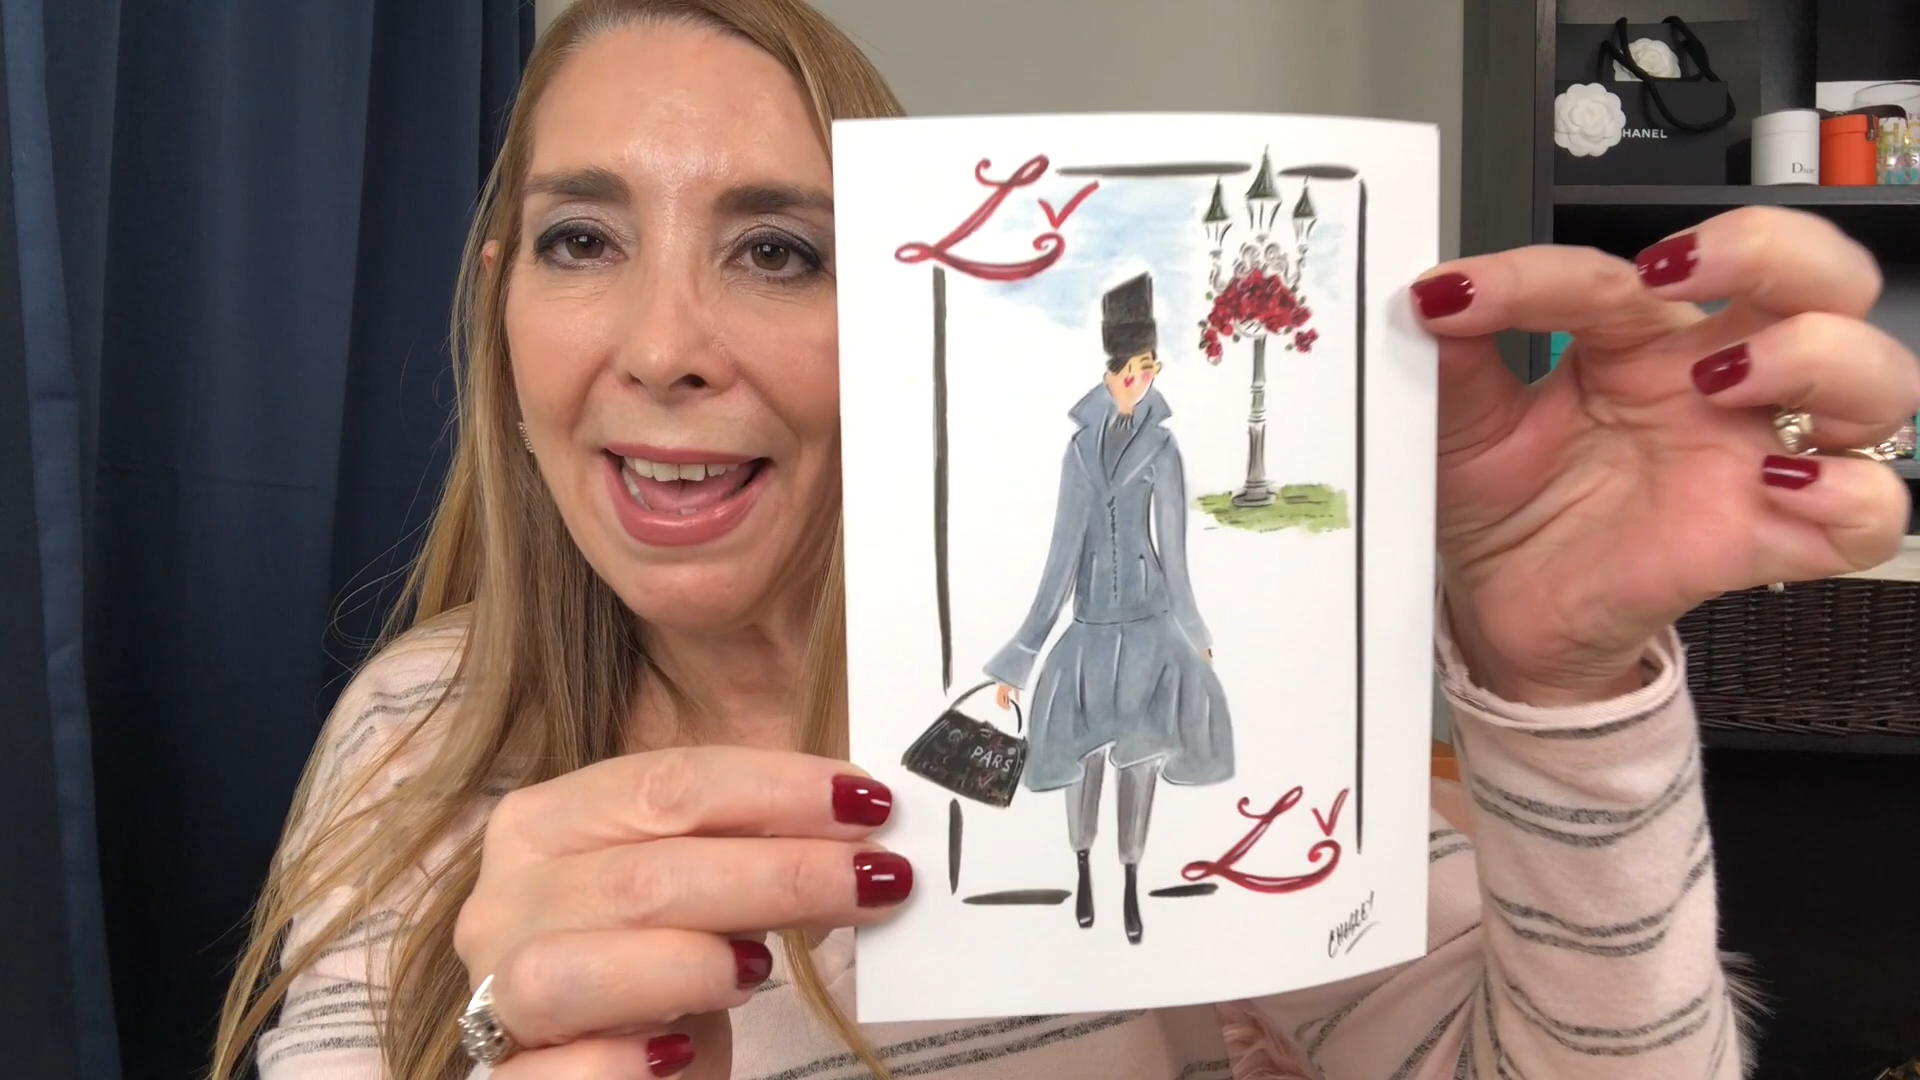 CHANEL
Dior
Lv
PARS
Lv
CHARLEY